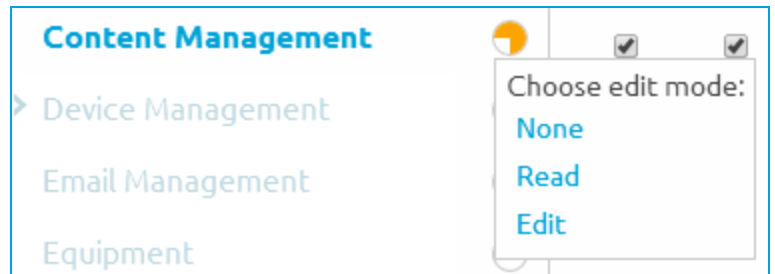 Content Management
Choose edit mode:
Device Management
None
Email Management
Read
Edit
Equipment